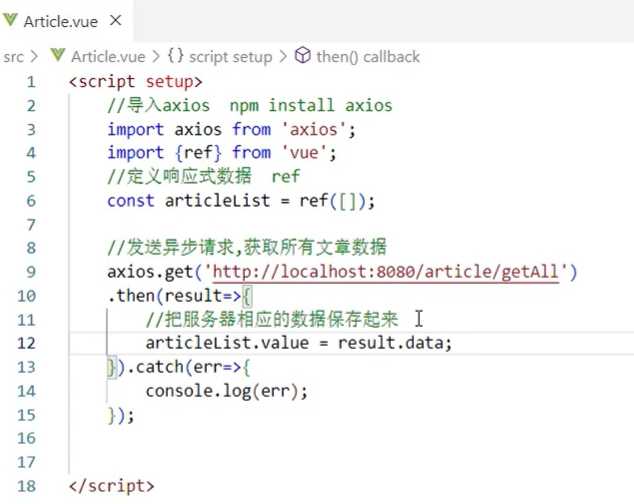 Article.vue ×
src > Article.vue > {} script setup > then() callback
1 <script setup>
2 //导入axios npm install axios
3 import axios from 'axios';
4 import {ref} from 'vue';
5 //定义响应式数据 ref
6 const articleList = ref([]);
7
8 //发送异步请求,获取所有文章数据
9 axios.get('http://localhost:8080/article/getAll')
10 .then(result=>{
11 //把服务器相应的数据保存起来
12 articleList.value = result.data;
13 }).catch(err=>{
14 console.log(err);
15 });
16
17
18 </script>